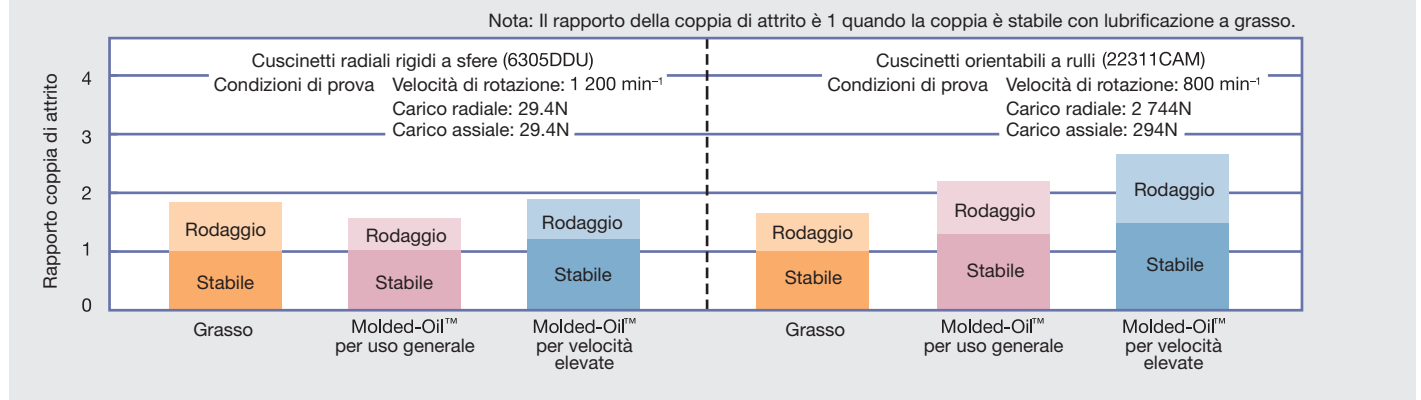 Nota: Il rapporto della coppia di attrito è 1 quando la coppia è stabile con lubrificazione a grasso.
Rapporto coppia di attrito
4
3
2
1
0
Cuscinetti radiali rigidi a sfere (6305DDU)
Condizioni di prova Velocità di rotazione: 1 200 min⁻¹
Carico radiale: 29.4N
Carico assiale: 29.4N
Rodaggio
Stabile
Grasso
Rodaggio
Stabile
Molded-Oil™
per uso generale
Rodaggio
Stabile
Molded-Oil™
per velocità
elevate
Cuscinetti orientabili a rulli (22311CAM)
Condizioni di prova Velocità di rotazione: 800 min⁻¹
Carico radiale: 2 744N
Carico assiale: 294N
Rodaggio
Stabile
Grasso
Rodaggio
Stabile
Molded-Oil™
per uso generale
Rodaggio
Stabile
Molded-Oil™
per velocità
elevate